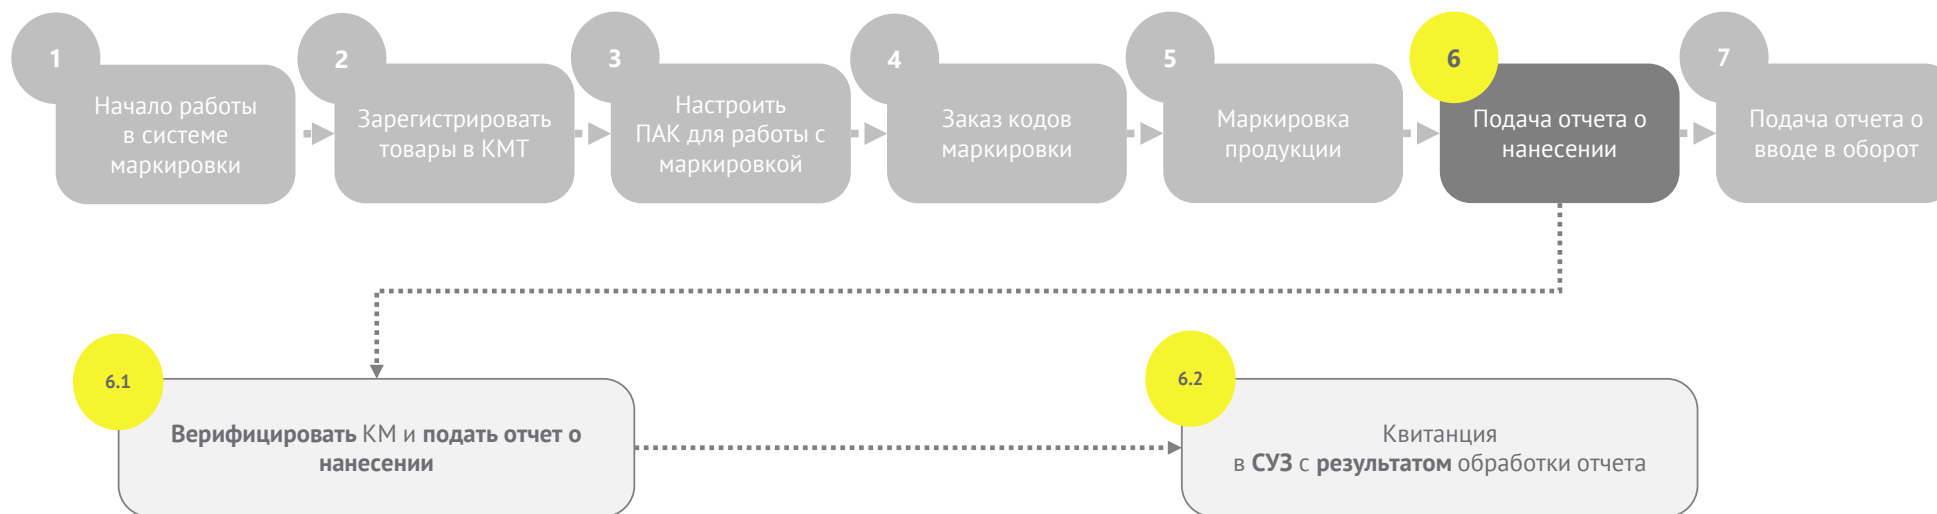 1
Начало работы
в системе
маркировки
2
Зарегистрировать
товары в КМТ
3
Настроить
ПАК для работы с
маркировкой
4
Заказ кодов
маркировки
5
Маркировка
продукции
6
Подача отчета о
нанесении
7
Подача отчета о
вводе в оборот
6.1
Верифицировать КМ и подать отчет о
нанесении
6.2
Квитанция
в СУЗ с результатом обработки отчета